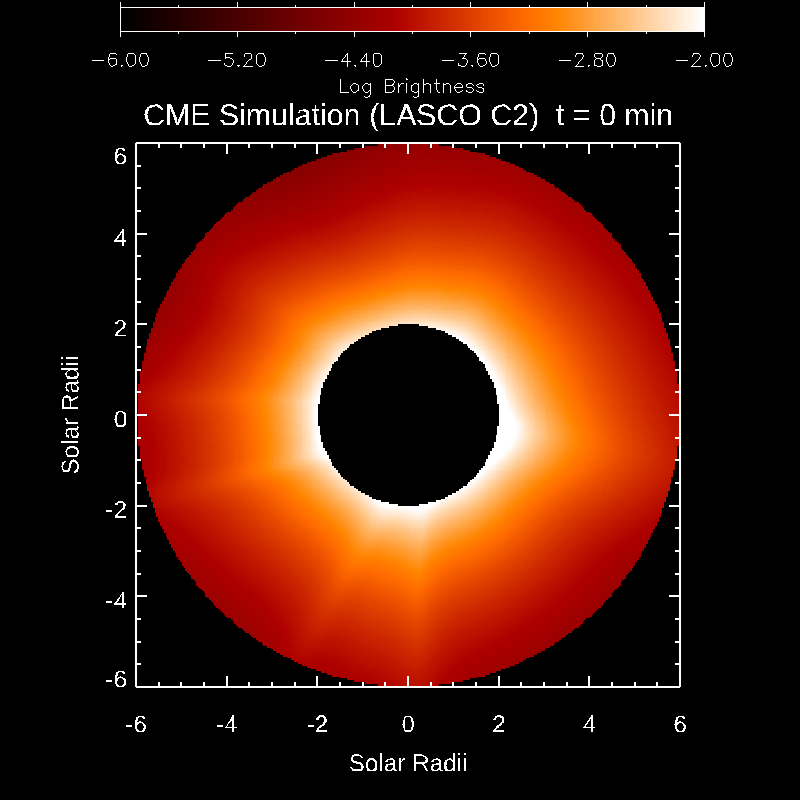 −6.00 −5.20 −4.40 −3.60 −2.80 −2.00
Log Brightness
CME Simulation (LASCO C2)  t = 0 min
6
4
2
0
-2
-4
-6
Solar Radii
-6 -4 -2 0 2 4 6
Solar Radii